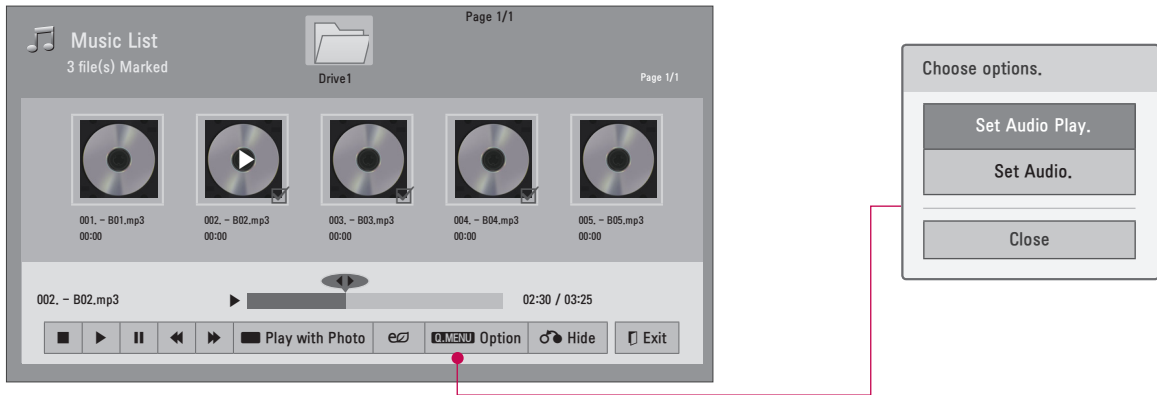 Page 1/1
Music List
3 file(s) Marked
Drive1
Page 1/1
001. - B01.mp3
00:00
002. - B02.mp3
00:00
003. - B03.mp3
00:00
004. - B04.mp3
00:00
005. - B05.mp3
00:00
002. - B02.mp3
02:30 / 03:25
Play with Photo
Q.MENU Option
Hide
Exit
Choose options.
Set Audio Play.
Set Audio.
Close